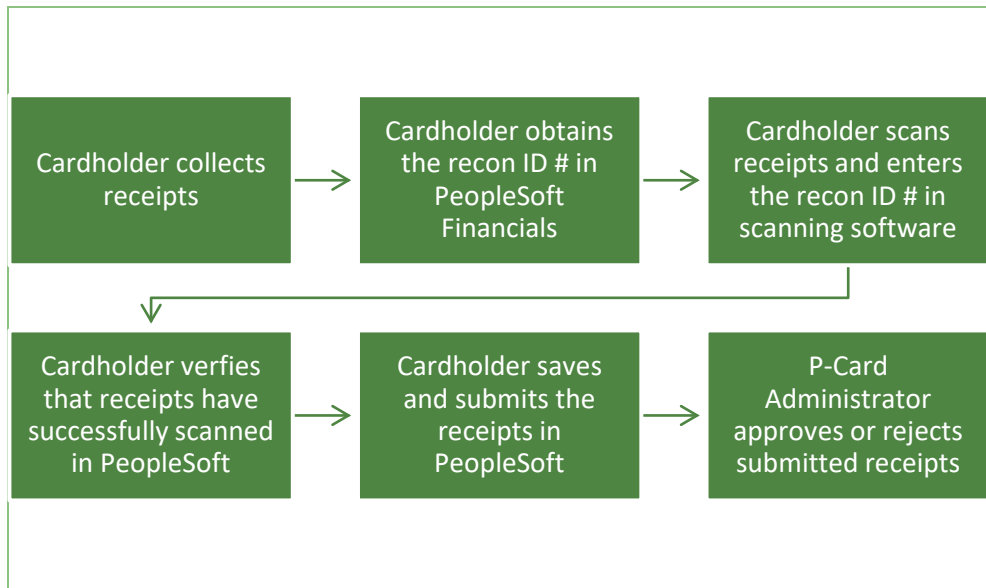 Cardholder collects
receipts
Cardholder obtains
the recon ID # in
PeopleSoft
Financials
Cardholder scans
receipts and enters
the recon ID # in
scanning software
Cardholder verfies
that receipts have
successfully scanned
in PeopleSoft
Cardholder saves
and submits the
receipts in
PeopleSoft
P-Card
Administrator
approves or rejects
submitted receipts